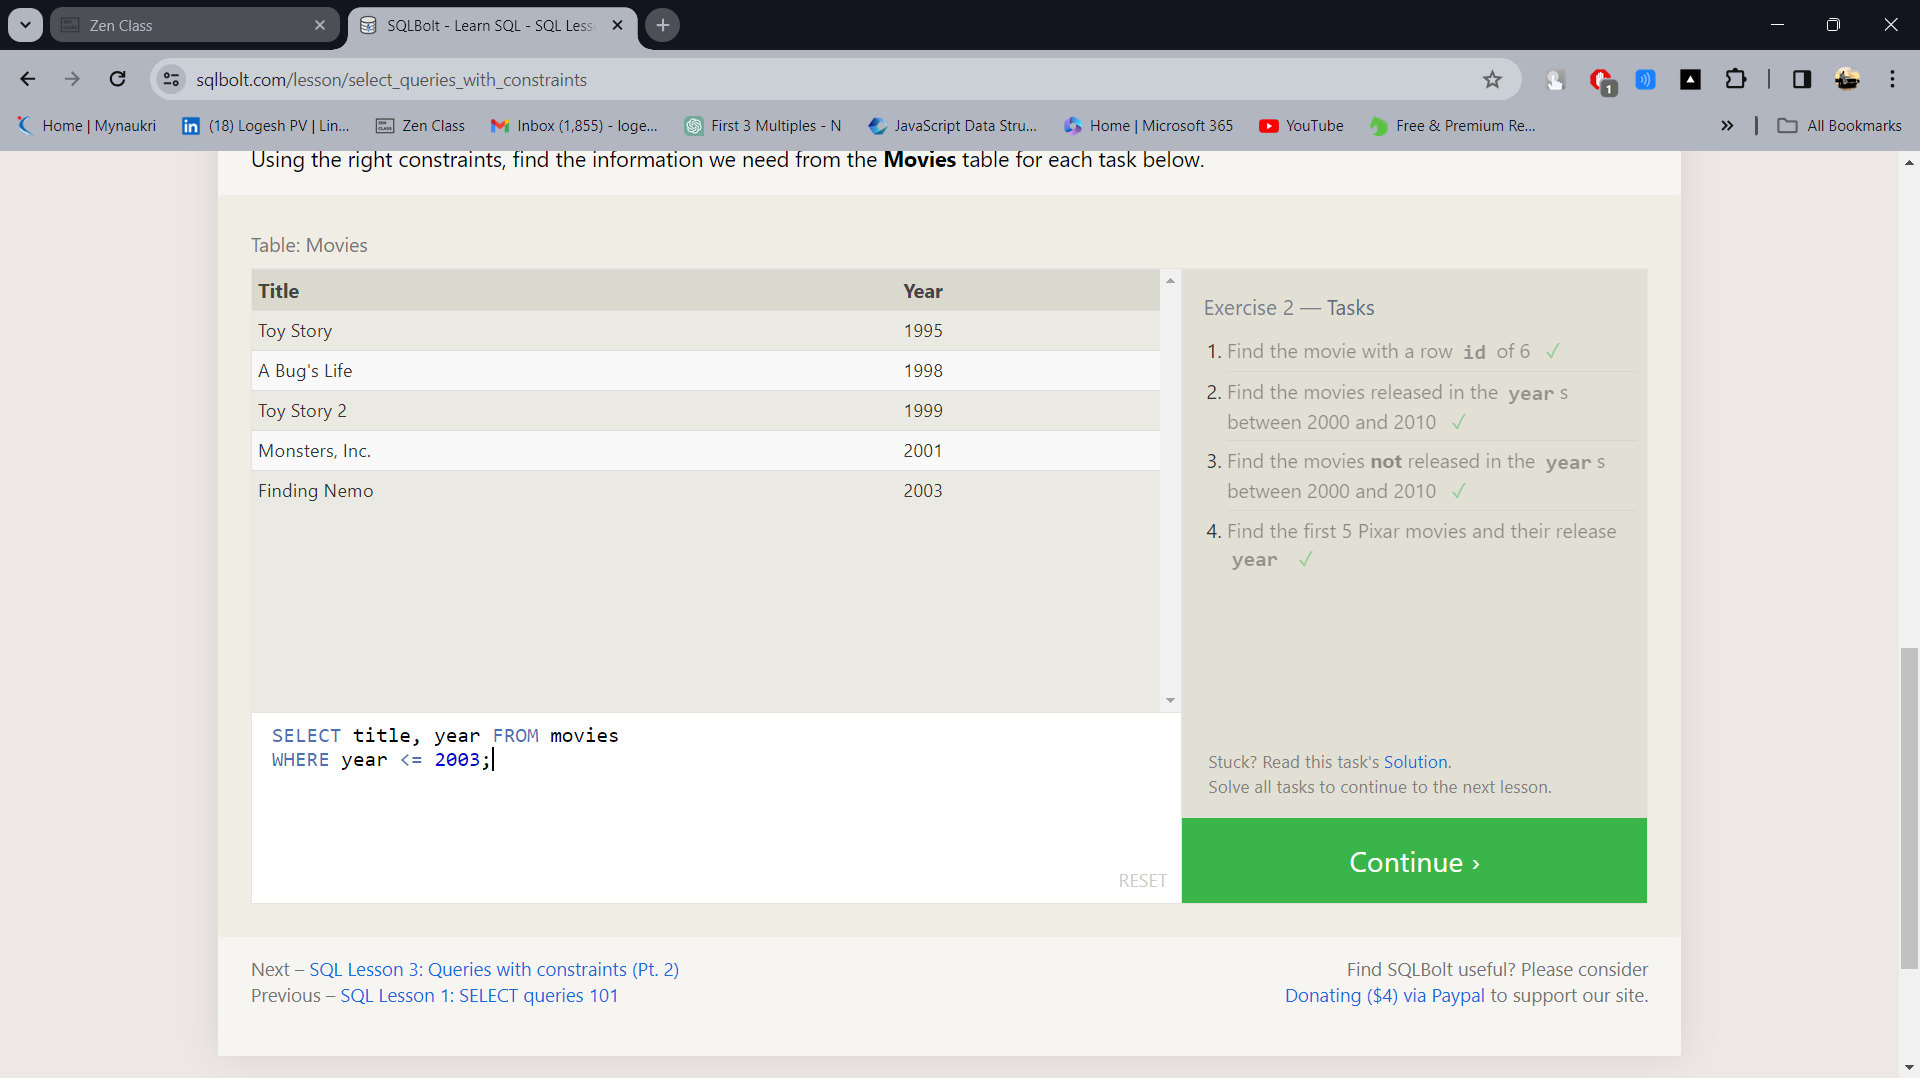 Zen Class
SQLBolt - Learn SQL - SQL Less
sqlbolt.com/lesson/select_queries_with_constraints
1
Home | Mynaukri
(18) Logesh PV | Lin...
Zen Class
Inbox (1,855) - loge...
First 3 Multiples - N
JavaScript Data Stru...
Home | Microsoft 365
YouTube
Free & Premium Re...
All Bookmarks
Using the right constraints, find the information we need from the Movies table for each task below.
Table: Movies
Title Year
Toy Story 1995
A Bug's Life 1998
Toy Story 2 1999
Monsters, Inc. 2001
Finding Nemo 2003
SELECT title, year FROM movies
WHERE year <= 2003;
RESET
Exercise 2 — Tasks
1. Find the movie with a row id of 6 ✓
2. Find the movies released in the year s
between 2000 and 2010 ✓
3. Find the movies not released in the year s
between 2000 and 2010 ✓
4. Find the first 5 Pixar movies and their release
year ✓
Stuck? Read this task's Solution.
Solve all tasks to continue to the next lesson.
Continue ›
Next – SQL Lesson 3: Queries with constraints (Pt. 2)
Previous – SQL Lesson 1: SELECT queries 101
Find SQLBolt useful? Please consider
Donating ($4) via Paypal to support our site.